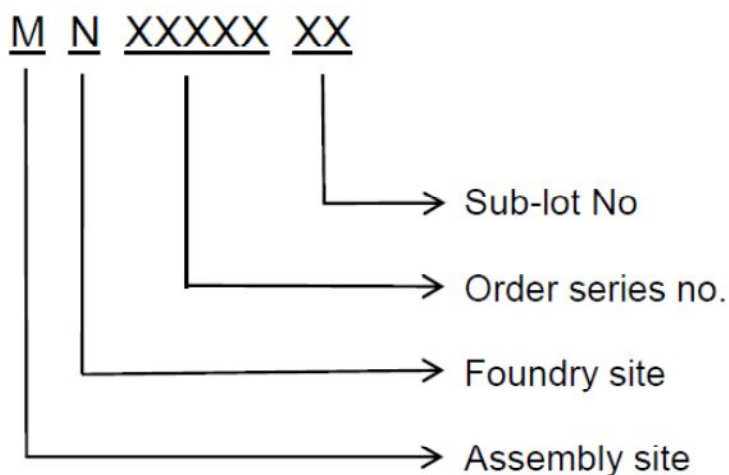 M N XXXXX XX
Sub-lot No
Order series no.
Foundry site
Assembly site